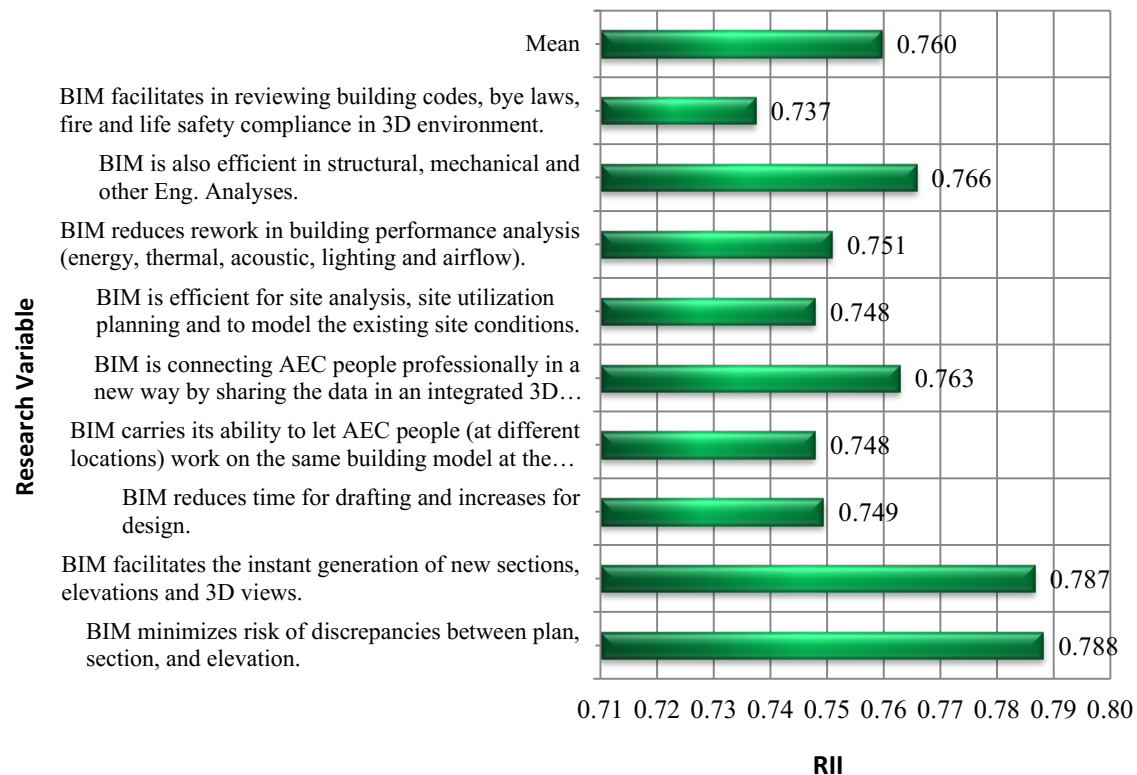 Mean
0.760
BIM facilitates in reviewing building codes, bye laws,
fire and life safety compliance in 3D environment.
0.737
BIM is also efficient in structural, mechanical and
other Eng. Analyses.
0.766
BIM reduces rework in building performance analysis
(energy, thermal, acoustic, lighting and airflow).
0.751
BIM is efficient for site analysis, site utilization
planning and to model the existing site conditions.
0.748
BIM is connecting AEC people professionally in a
new way by sharing the data in an integrated 3D…
0.763
BIM carries its ability to let AEC people (at different
locations) work on the same building model at the…
0.748
BIM reduces time for drafting and increases for
design.
0.749
BIM facilitates the instant generation of new sections,
elevations and 3D views.
0.787
BIM minimizes risk of discrepancies between plan,
section, and elevation.
0.788
Research Variable
0.71 0.72 0.73 0.74 0.75 0.76 0.77 0.78 0.79 0.80
RII